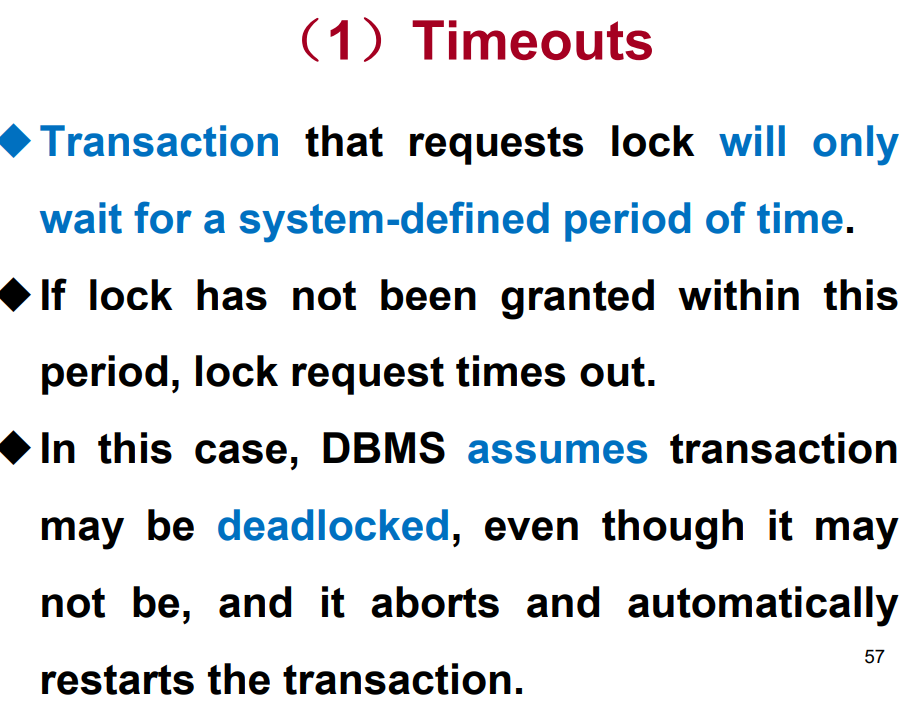 （1）Timeouts
◆Transaction that requests lock will only
wait for a system-defined period of time.
◆If lock has not been granted within this
period, lock request times out.
◆In this case, DBMS assumes transaction
may be deadlocked, even though it may
not be, and it aborts and automatically
restarts the transaction.
57